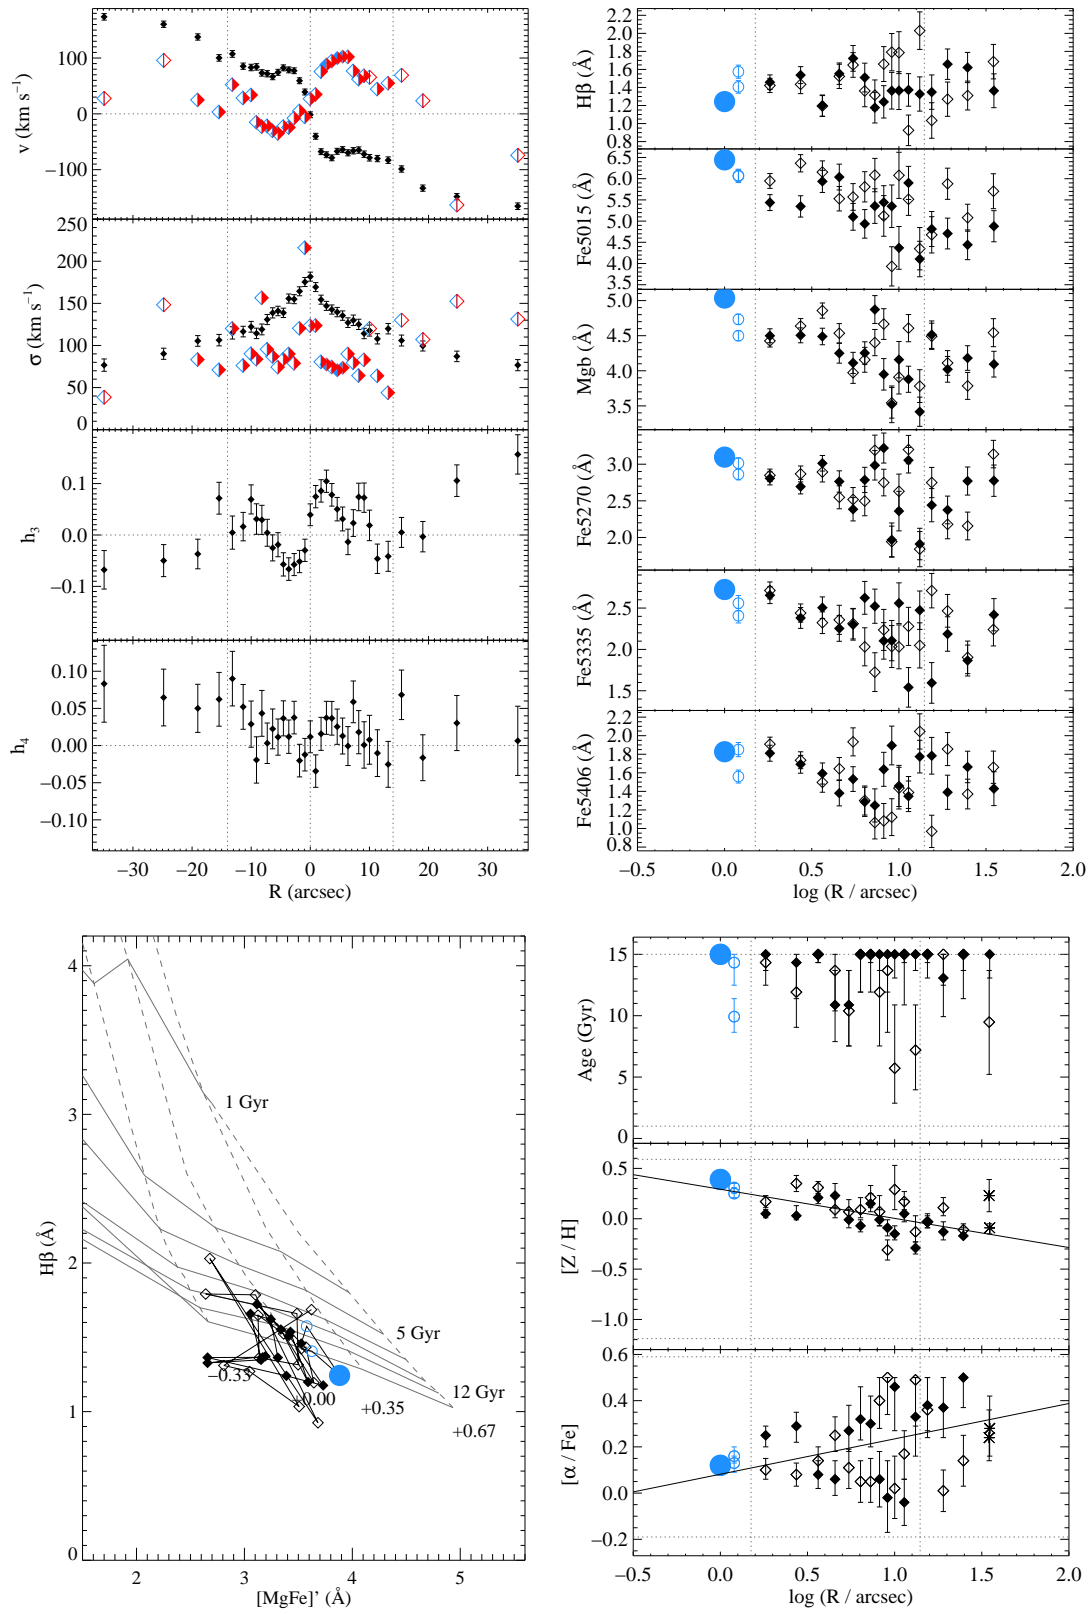 v (km s⁻¹)
100
0
−100
σ (km s⁻¹)
250
200
150
100
50
0
h₃
0.1
0.0
−0.1
h₄
0.10
0.05
0.00
−0.05
−0.10
−30 −20 −10 0 10 20 30
R (arcsec)
Hβ (Å)
2.2
2.0
1.8
1.6
1.4
1.2
1.0
0.8
Fe5015 (Å)
6.5
6.0
5.5
5.0
4.5
4.0
3.5
Mgb (Å)
5.0
4.5
4.0
3.5
Fe5270 (Å)
3.0
2.5
2.0
Fe5335 (Å)
2.5
2.0
1.5
Fe5406 (Å)
2.2
2.0
1.8
1.6
1.4
1.2
1.0
0.8
−0.5 0.0 0.5 1.0 1.5 2.0
log (R / arcsec)
Hβ (Å)
4
3
2
1
0
1 Gyr
5 Gyr
12 Gyr
−0.33
+0.00
+0.35
+0.67
2 3 4 5
[MgFe]' (Å)
Age (Gyr)
15
10
5
0
[Z / H]
0.5
0.0
−0.5
−1.0
[α / Fe]
0.6
0.4
0.2
0.0
−0.2
−0.5 0.0 0.5 1.0 1.5 2.0
log (R / arcsec)